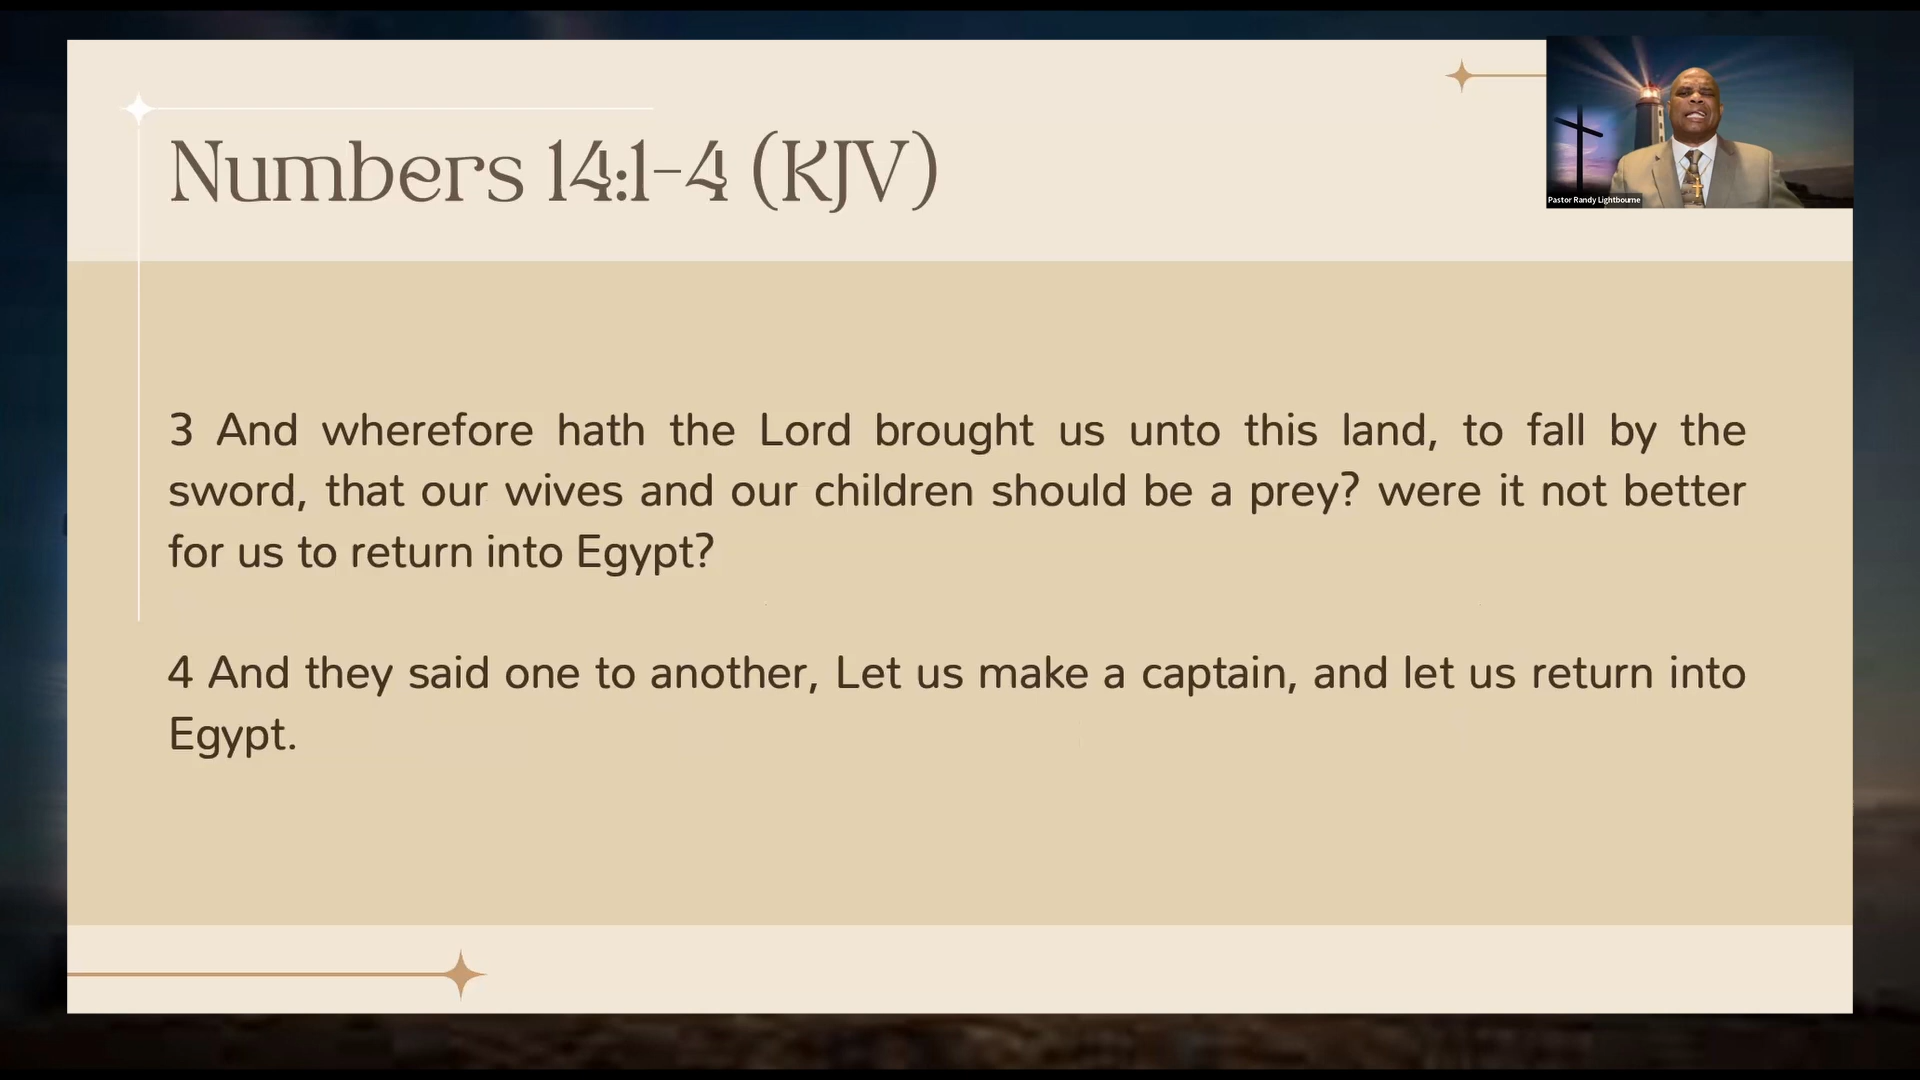 Numbers 14:1-4 (KJV)
Pastor Randy Lightbourne
3 And wherefore hath the Lord brought us unto this land, to fall by the
sword, that our wives and our children should be a prey? were it not better
for us to return into Egypt?
4 And they said one to another, Let us make a captain, and let us return into
Egypt.